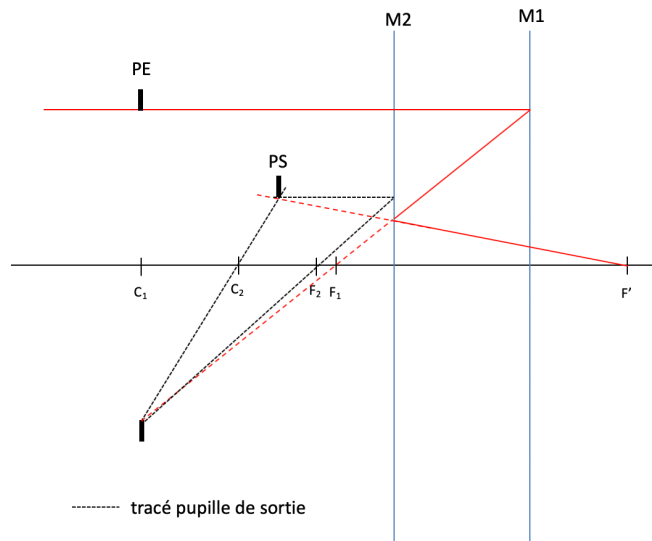 M2
M1
PE
PS
C1
C2
F2
F1
F’
tracé pupille de sortie